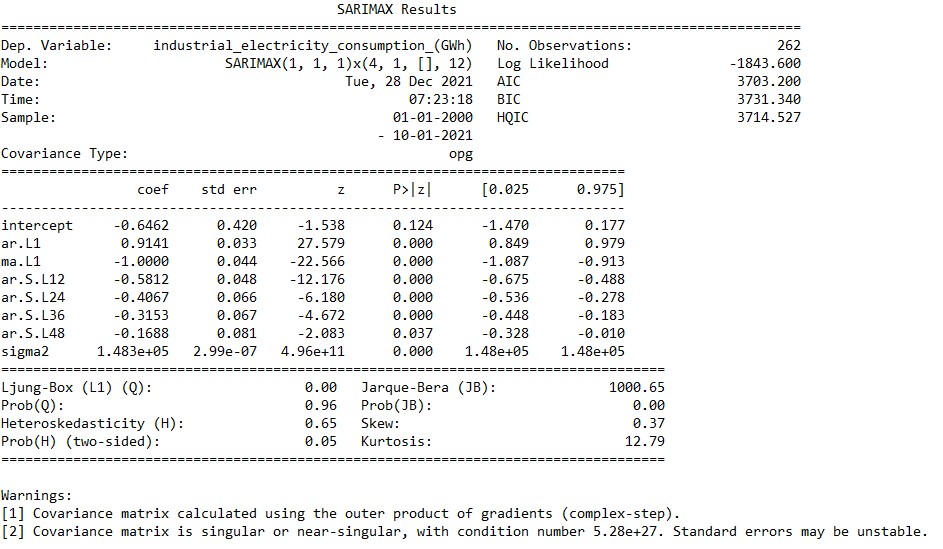 SARIMAX Results
==============================================================================================
Dep. Variable: industrial_electricity_consumption_(GWh) No. Observations: 262
Model: SARIMAX(1, 1, 1)x(4, 1, [], 12) Log Likelihood -1843.600
Date: Tue, 28 Dec 2021 AIC 3703.200
Time: 07:23:18 BIC 3731.340
Sample: 01-01-2000 HQIC 3714.527
- 10-01-2021
Covariance Type: opg
==============================================================================
coef std err z P>|z| [0.025 0.975]
------------------------------------------------------------------------------
intercept -0.6462 0.420 -1.538 0.124 -1.470 0.177
ar.L1 0.9141 0.033 27.579 0.000 0.849 0.979
ma.L1 -1.0000 0.044 -22.566 0.000 -1.087 -0.913
ar.S.L12 -0.5812 0.048 -12.176 0.000 -0.675 -0.488
ar.S.L24 -0.4067 0.066 -6.180 0.000 -0.536 -0.278
ar.S.L36 -0.3153 0.067 -4.672 0.000 -0.448 -0.183
ar.S.L48 -0.1688 0.081 -2.083 0.037 -0.328 -0.010
sigma2 1.483e+05 2.99e-07 4.96e+11 0.000 1.48e+05 1.48e+05
===================================================================================
Ljung-Box (L1) (Q): 0.00 Jarque-Bera (JB): 1000.65
Prob(Q): 0.96 Prob(JB): 0.00
Heteroskedasticity (H): 0.65 Skew: 0.37
Prob(H) (two-sided): 0.05 Kurtosis: 12.79
===================================================================================
Warnings:
[1] Covariance matrix calculated using the outer product of gradients (complex-step).
[2] Covariance matrix is singular or near-singular, with condition number 5.28e+27. Standard errors may be unstable.